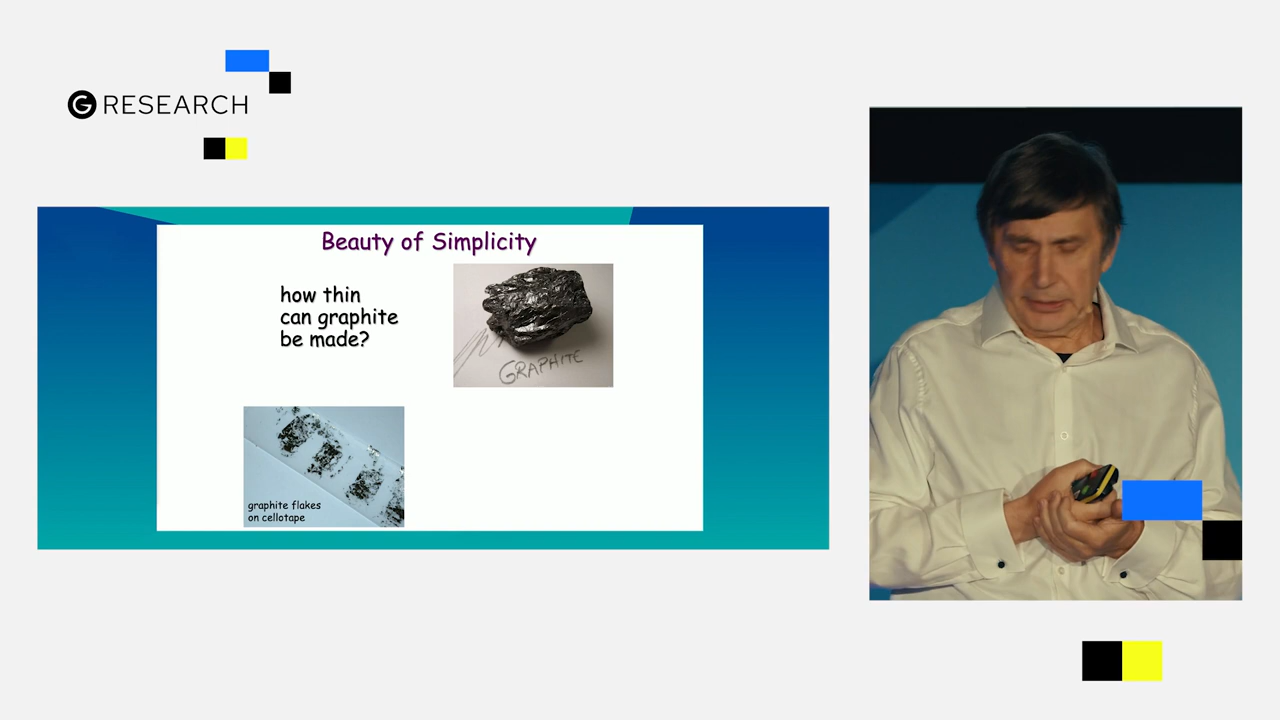 G RESEARCH
Beauty of Simplicity
how thin
can graphite
be made?
GRAPHITE
graphite flakes
on cellotape